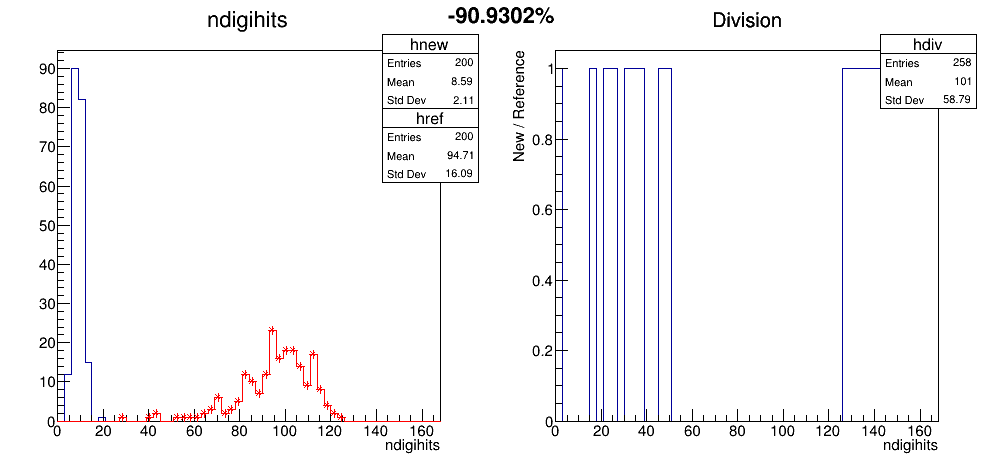 -90.9302%
ndigihits
hnew
Entries 200
Mean 8.59
Std Dev 2.11
href
Entries 200
Mean 94.71
Std Dev 16.09
90
80
70
60
50
40
30
20
10
0
0 20 40 60 80 100 120 140 160
ndigihits
Division
hdiv
Entries 258
Mean 101
Std Dev 58.79
New / Reference
1
0.8
0.6
0.4
0.2
0
0 20 40 60 80 100 120 140 160
ndigihits